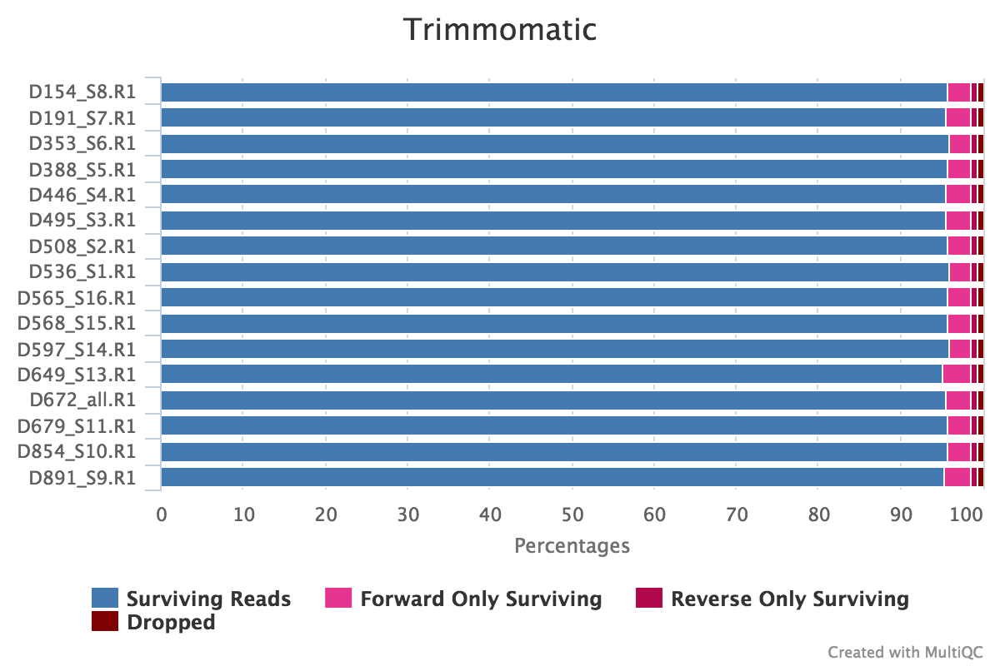 Trimmomatic
D154_S8.R1
D191_S7.R1
D353_S6.R1
D388_S5.R1
D446_S4.R1
D495_S3.R1
D508_S2.R1
D536_S1.R1
D565_S16.R1
D568_S15.R1
D597_S14.R1
D649_S13.R1
D672_all.R1
D679_S11.R1
D854_S10.R1
D891_S9.R1
0 10 20 30 40 50 60 70 80 90 100
Percentages
Surviving Reads Forward Only Surviving Reverse Only Surviving
Dropped
Created with MultiQC